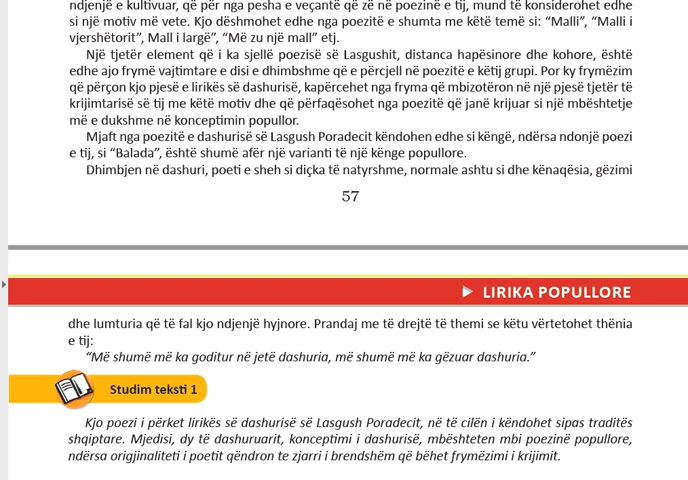 ndjenjë e kultivuar, që për nga pesha e veçantë që zë në poezinë e tij, mund të konsiderohet edhe
si një motiv më vete. Kjo dëshmohet edhe nga poezitë e shumta me këtë temë si: “Malli”, “Malli i
vjershëtorit”, Mall i largë”, “Më zu një mall” etj.
Një tjetër element që i ka sjellë poezisë së Lasgushit, distanca hapësinore dhe kohore, është
edhe ajo frymë vajtimtare e disi e dhimbshme që e përcjell në poezitë e këtij grupi. Por ky frymëzim
që përçon kjo pjesë e lirikës së dashurisë, kapërcehet nga fryma që mbizotëron në një pjesë tjetër të
krijimtarisë së tij me këtë motiv dhe që përfaqësohet nga poezitë që janë krijuar si një mbështetje
më e dukshme në konceptimin popullor.
Mjaft nga poezitë e dashurisë së Lasgush Poradecit këndohen edhe si këngë, ndërsa ndonjë poezi
e tij, si “Balada”, është shumë afër një varianti të një kënge popullore.
Dhimbjen në dashuri, poeti e sheh si diçka të natyrshme, normale ashtu si dhe kënaqësia, gëzimi
57
LIRIKA POPULLORE
dhe lumturia që të fal kjo ndjenjë hyjnore. Prandaj me të drejtë të themi se këtu vërtetohet thënia
e tij:
“Më shumë më ka goditur në jetë dashuria, më shumë më ka gëzuar dashuria.”
Studim teksti 1
Kjo poezi i përket lirikës së dashurisë së Lasgush Poradecit, në të cilën i këndohet sipas traditës
shqiptare. Mjedisi, dy të dashuruarit, konceptimi i dashurisë, mbështeten mbi poezinë popullore,
ndërsa origjinaliteti i poetit qëndron te zjarri i brendshëm që bëhet frymëzimi i krijimit.